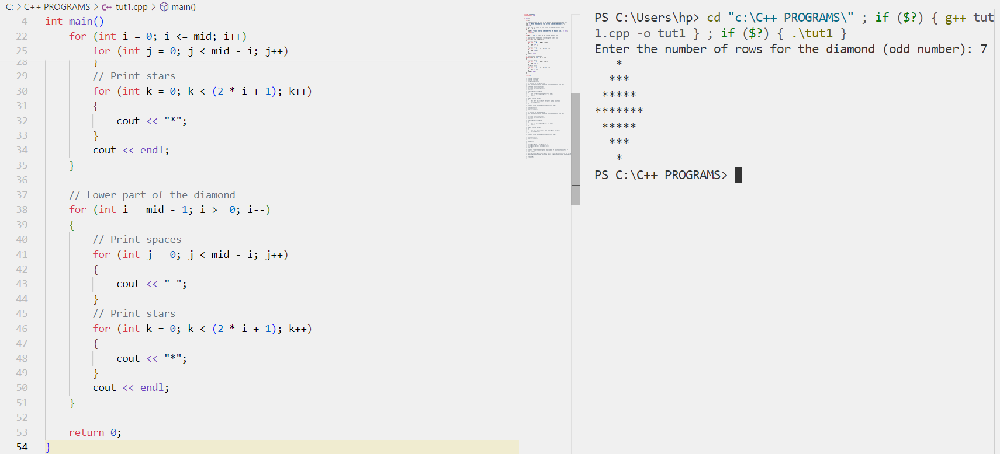 C: > C++ PROGRAMS > C++ tut1.cpp > main()
4 int main()
22     for (int i = 0; i <= mid; i++)
25         for (int j = 0; j < mid - i; j++)
28         }
29         // Print stars
30         for (int k = 0; k < (2 * i + 1); k++)
31         {
32             cout << "*";
33         }
34         cout << endl;
35     }
36
37     // Lower part of the diamond
38     for (int i = mid - 1; i >= 0; i--)
39     {
40         // Print spaces
41         for (int j = 0; j < mid - i; j++)
42         {
43             cout << " ";
44         }
45         // Print stars
46         for (int k = 0; k < (2 * i + 1); k++)
47         {
48             cout << "*";
49         }
50         cout << endl;
51     }
52
53     return 0;
54 }
PS C:\Users\hp> cd "c:\C++ PROGRAMS\" ; if ($?) { g++ tut
1.cpp -o tut1 } ; if ($?) { .\tut1 }
Enter the number of rows for the diamond (odd number): 7
   *
  ***
 *****
*******
 *****
  ***
   *
PS C:\C++ PROGRAMS>